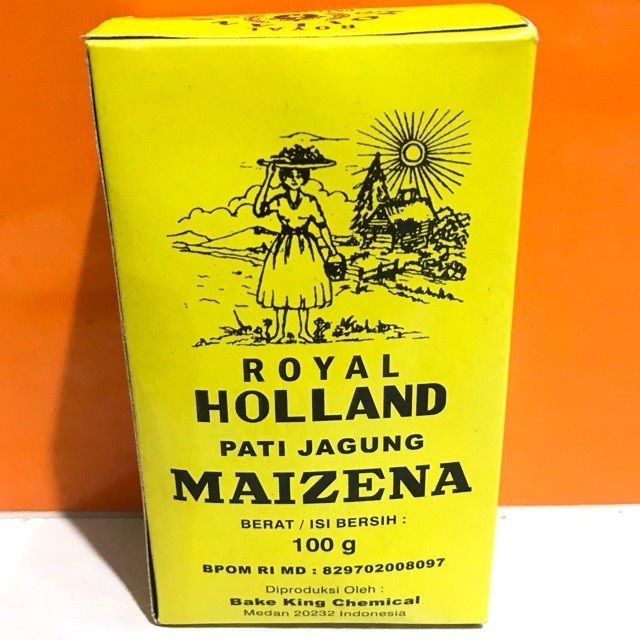 ROYAL
ROYAL
HOLLAND
PATI JAGUNG
MAIZENA
BERAT / ISI BERSIH :
100 g
BPOM RI MD : 829702008097
Diproduksi Oleh :
Bake King Chemical
Medan 20232 Indonesia